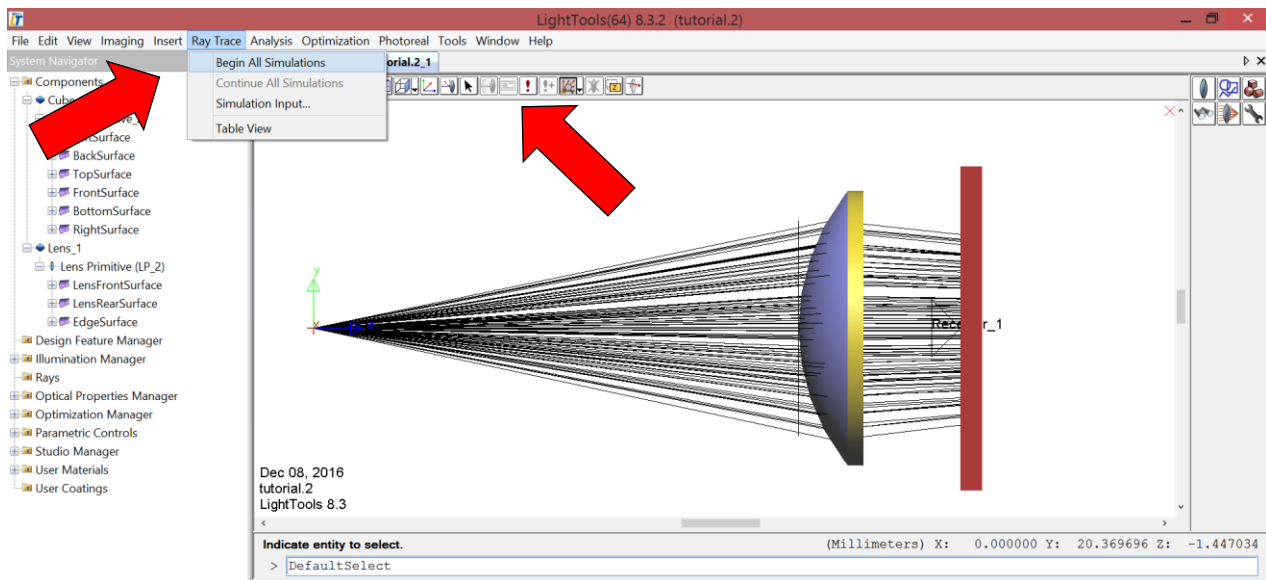 LightTools(64) 8.3.2 (tutorial.2)
File Edit View Imaging Insert Ray Trace Analysis Optimization Photoreal Tools Window Help
System Navigator
orial.2_1
Begin All Simulations
Continue All Simulations
Simulation Input...
Table View
Components
Cube
Surface
BackSurface
TopSurface
FrontSurface
BottomSurface
RightSurface
Lens_1
Lens Primitive (LP_2)
LensFrontSurface
LensRearSurface
EdgeSurface
Design Feature Manager
Illumination Manager
Rays
Optical Properties Manager
Optimization Manager
Parametric Controls
Studio Manager
User Materials
User Coatings
y
z
Receiver_1
Dec 08, 2016
tutorial.2
LightTools 8.3
Indicate entity to select.
(Millimeters) X: 0.000000 Y: 20.369696 Z: -1.447034
> DefaultSelect